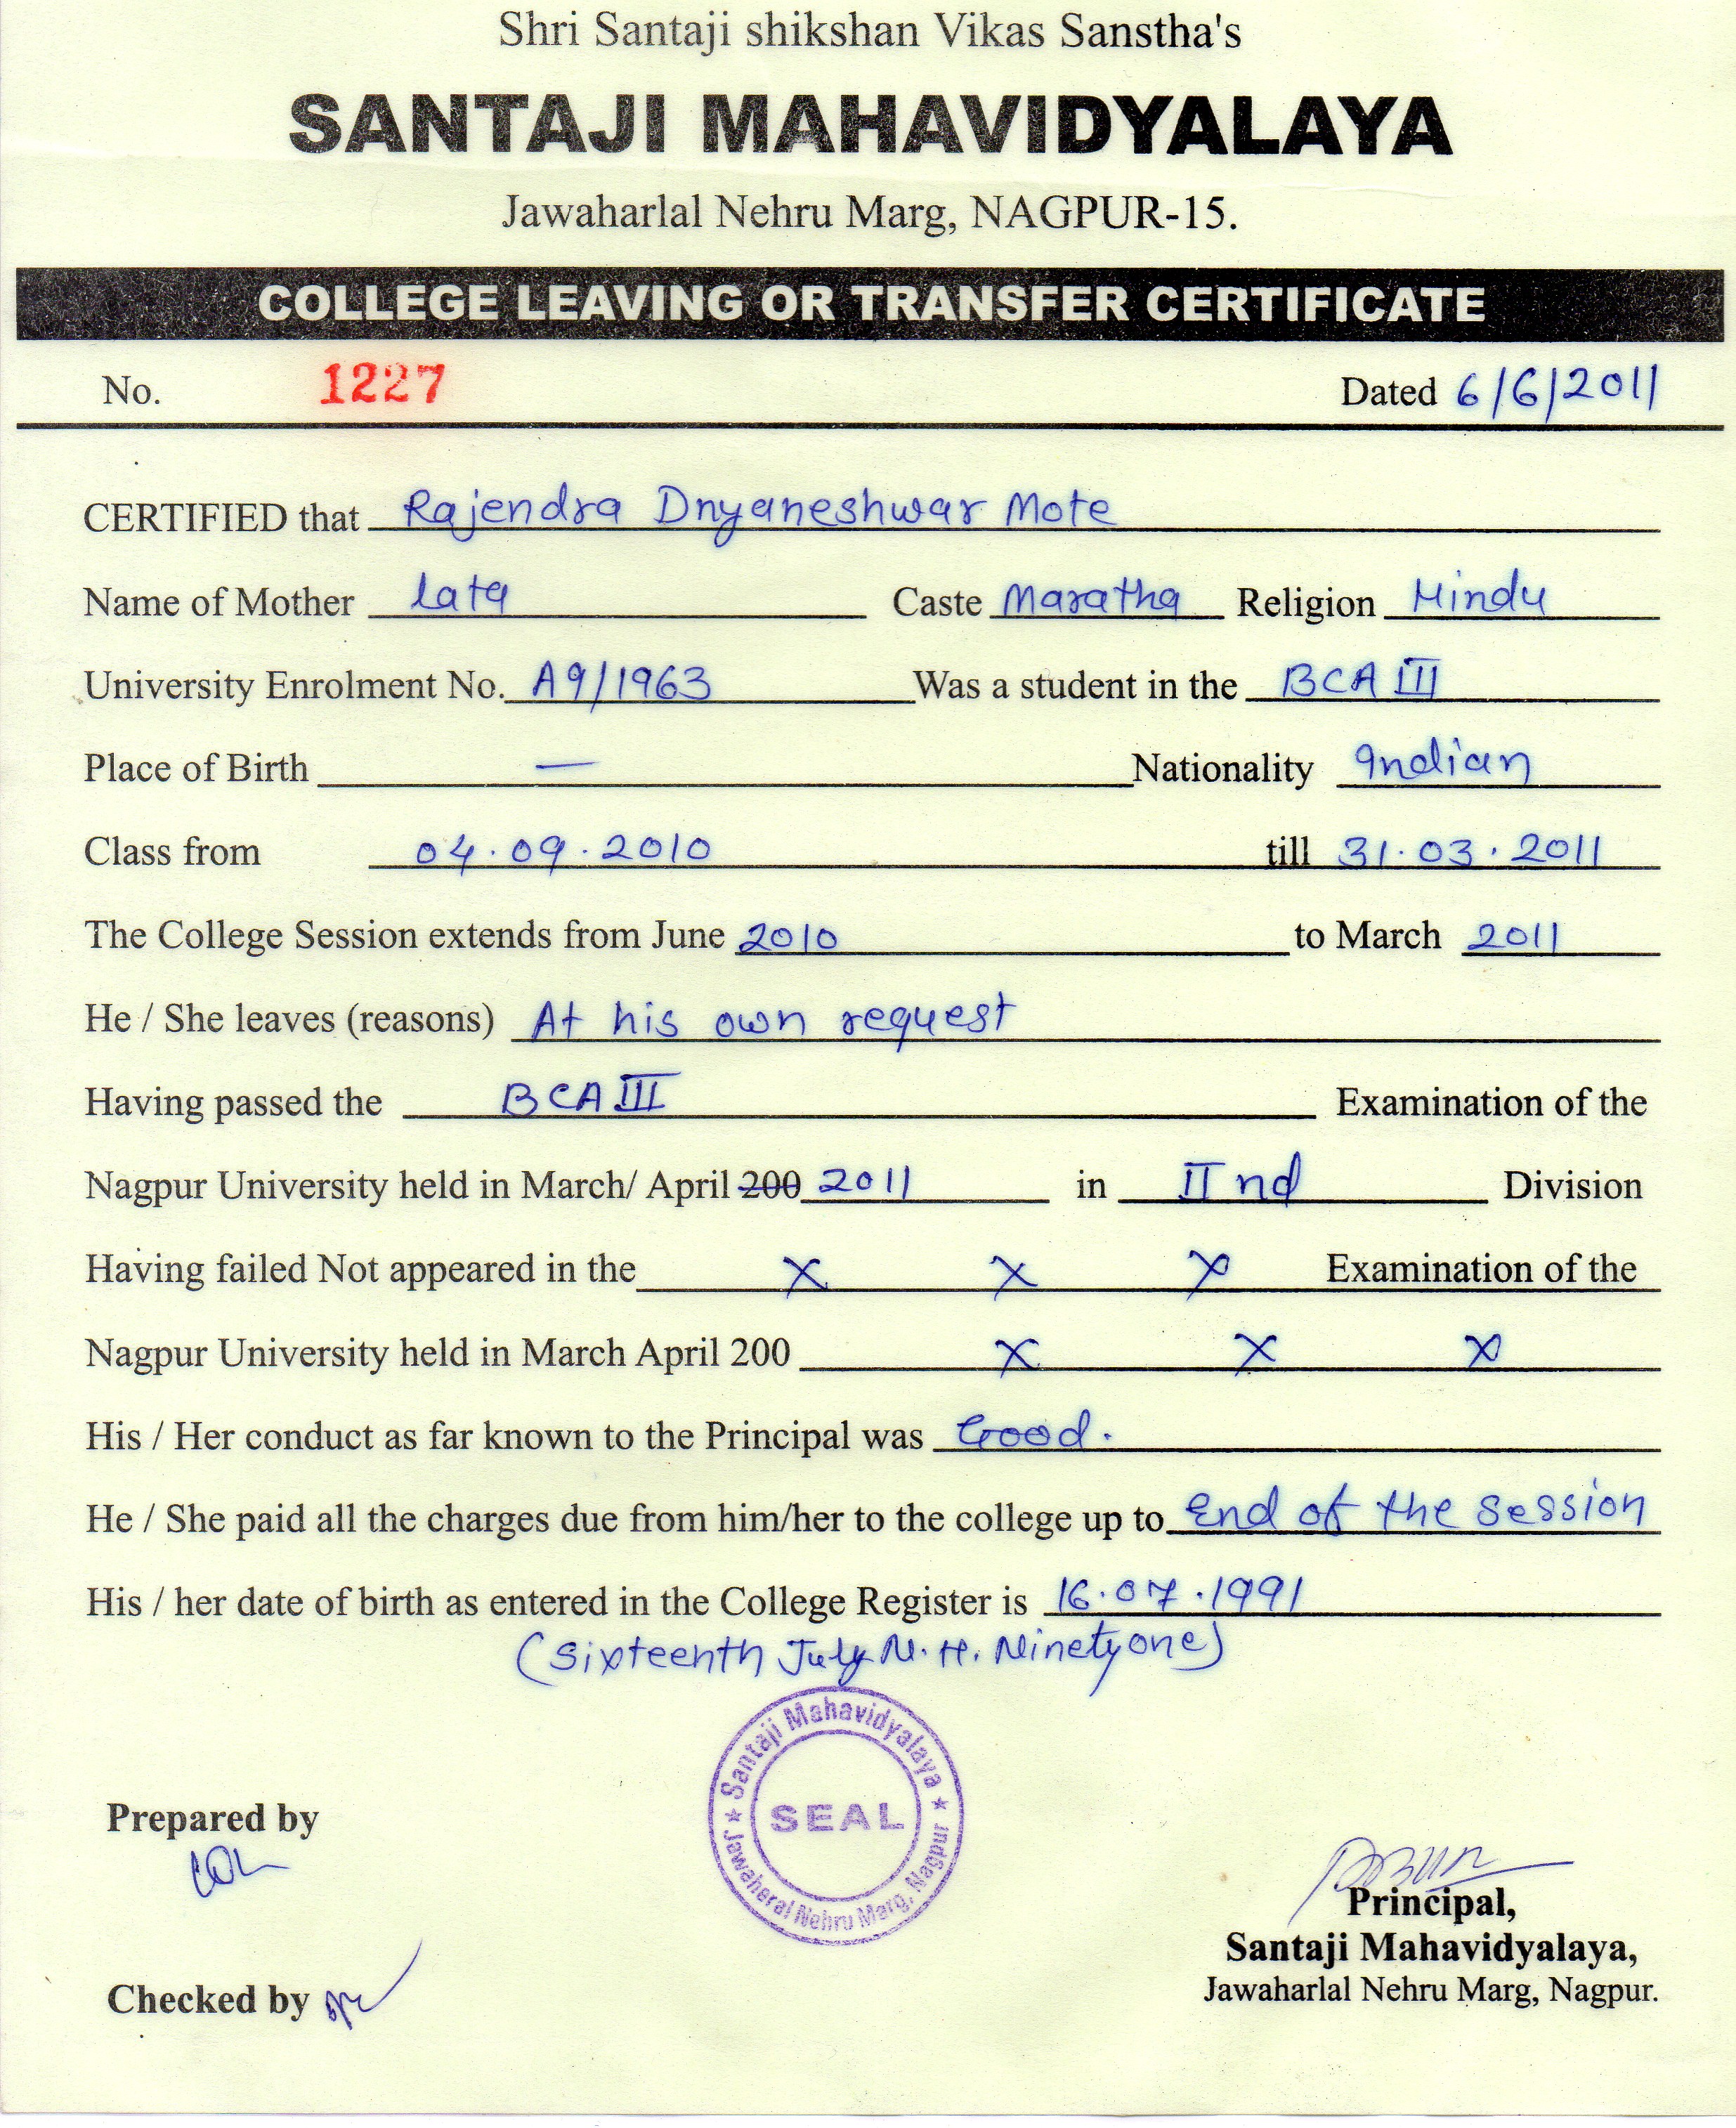 Shri Santaji shikshan Vikas Sanstha's
SANTAJI MAHAVIDYALAYA
Jawaharlal Nehru Marg, NAGPUR-15.
COLLEGE LEAVING OR TRANSFER CERTIFICATE
No. 1227 Dated 6/6/2011
CERTIFIED that Rajendra Dnyaneshwar Mote
Name of Mother Lata Caste Maratha Religion Hindu
University Enrolment No. A9/1963 Was a student in the BCA III
Place of Birth — Nationality Indian
Class from 04.09.2010 till 31.03.2011
The College Session extends from June 2010 to March 2011
He / She leaves (reasons) At his own request
Having passed the BCA III Examination of the
Nagpur University held in March/ April 200 2011 in II nd Division
Having failed Not appeared in the x x x Examination of the
Nagpur University held in March April 200 x x x
His / Her conduct as far known to the Principal was Good.
He / She paid all the charges due from him/her to the college up to End of the session
His / her date of birth as entered in the College Register is 16.07.1991
(Sixteenth July N.H. Ninetyone)
Santaji Mahavidyalaya
SEAL
Jawaheral Nehru Marg, Nagpur
Prepared by
Principal,
Santaji Mahavidyalaya,
Jawaharlal Nehru Marg, Nagpur.
Checked by